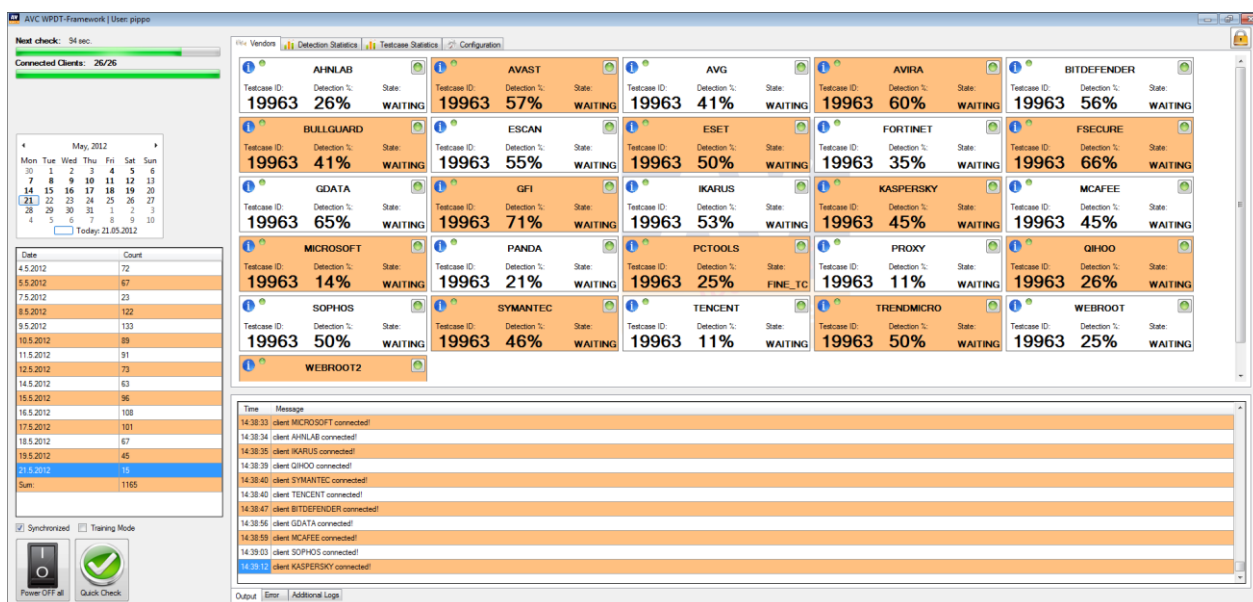 AVC WPDT-Framework | User: pippo
Next check: 94 sec.
Connected Clients: 26/26
May, 2012
Mon Tue Wed Thu Fri Sat Sun
30 1 2 3 4 5 6
7 8 9 10 11 12 13
14 15 16 17 18 19 20
21 22 23 24 25 26 27
28 29 30 31 1 2 3
4 5 6 7 8 9 10
Today: 21.05.2012
Date Count
4.5.2012 72
5.5.2012 67
7.5.2012 23
8.5.2012 122
9.5.2012 133
10.5.2012 89
11.5.2012 91
12.5.2012 73
14.5.2012 63
15.5.2012 96
16.5.2012 108
17.5.2012 101
18.5.2012 67
19.5.2012 45
21.5.2012 15
Sum: 1165
Synchronized Training Mode
Power OFF all Quick Check
Vendors Detection Statistics Testcase Statistics Configuration
AHNLAB AVAST AVG AVIRA BITDEFENDER
Testcase ID: Detection %: State: Testcase ID: Detection %: State: Testcase ID: Detection %: State: Testcase ID: Detection %: State: Testcase ID: Detection %: State:
19963 26% WAITING 19963 57% WAITING 19963 41% WAITING 19963 60% WAITING 19963 56% WAITING
BULLGUARD ESCAN ESET FORTINET FSECURE
Testcase ID: Detection %: State: Testcase ID: Detection %: State: Testcase ID: Detection %: State: Testcase ID: Detection %: State: Testcase ID: Detection %: State:
19963 41% WAITING 19963 55% WAITING 19963 50% WAITING 19963 35% WAITING 19963 66% WAITING
GDATA GFI IKARUS KASPERSKY MCAFEE
Testcase ID: Detection %: State: Testcase ID: Detection %: State: Testcase ID: Detection %: State: Testcase ID: Detection %: State: Testcase ID: Detection %: State:
19963 65% WAITING 19963 71% WAITING 19963 53% WAITING 19963 45% WAITING 19963 45% WAITING
MICROSOFT PANDA PCTOOLS PROXY QIHOO
Testcase ID: Detection %: State: Testcase ID: Detection %: State: Testcase ID: Detection %: State: Testcase ID: Detection %: State: Testcase ID: Detection %: State:
19963 14% WAITING 19963 21% WAITING 19963 25% FINE_TC 19963 11% WAITING 19963 26% WAITING
SOPHOS SYMANTEC TENCENT TRENDMICRO WEBROOT
Testcase ID: Detection %: State: Testcase ID: Detection %: State: Testcase ID: Detection %: State: Testcase ID: Detection %: State: Testcase ID: Detection %: State:
19963 50% WAITING 19963 46% WAITING 19963 11% WAITING 19963 50% WAITING 19963 25% WAITING
WEBROOT2
Time Message
14:38:33 client MICROSOFT connected!
14:38:34 client AHNLAB connected!
14:38:35 client IKARUS connected!
14:38:39 client QIHOO connected!
14:38:40 client SYMANTEC connected!
14:38:40 client TENCENT connected!
14:38:47 client BITDEFENDER connected!
14:38:56 client GDATA connected!
14:38:59 client MCAFEE connected!
14:39:03 client SOPHOS connected!
14:39:12 client KASPERSKY connected!
Output Error Additional Logs